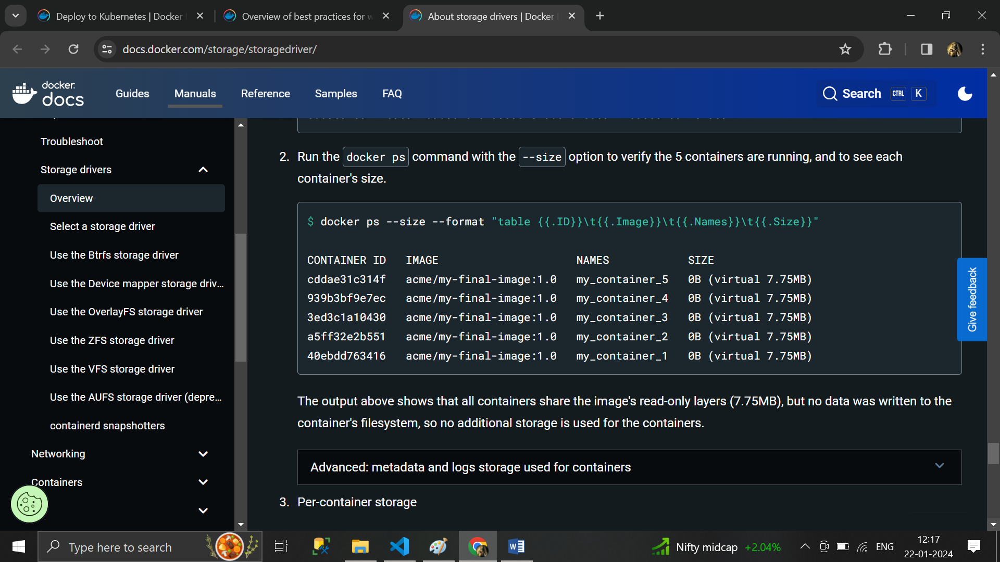 Deploy to Kubernetes | Docker
Overview of best practices for w
About storage drivers | Docker
docs.docker.com/storage/storagedriver/
docker
docs
Guides
Manuals
Reference
Samples
FAQ
Search
CTRL
K
Troubleshoot
Storage drivers
Overview
Select a storage driver
Use the Btrfs storage driver
Use the Device mapper storage driv...
Use the OverlayFS storage driver
Use the ZFS storage driver
Use the VFS storage driver
Use the AUFS storage driver (depre...
containerd snapshotters
Networking
Containers
2. Run the docker ps command with the --size option to verify the 5 containers are running, and to see each
container's size.
$ docker ps --size --format "table {{.ID}}\t{{.Image}}\t{{.Names}}\t{{.Size}}"
CONTAINER ID IMAGE NAMES SIZE
cddae31c314f acme/my-final-image:1.0 my_container_5 0B (virtual 7.75MB)
939b3bf9e7ec acme/my-final-image:1.0 my_container_4 0B (virtual 7.75MB)
3ed3c1a10430 acme/my-final-image:1.0 my_container_3 0B (virtual 7.75MB)
a5ff32e2b551 acme/my-final-image:1.0 my_container_2 0B (virtual 7.75MB)
40ebdd763416 acme/my-final-image:1.0 my_container_1 0B (virtual 7.75MB)
The output above shows that all containers share the image's read-only layers (7.75MB), but no data was written to the
container's filesystem, so no additional storage is used for the containers.
Advanced: metadata and logs storage used for containers
3. Per-container storage
Give feedback
Type here to search
Nifty midcap +2.04%
ENG
12:17
22-01-2024